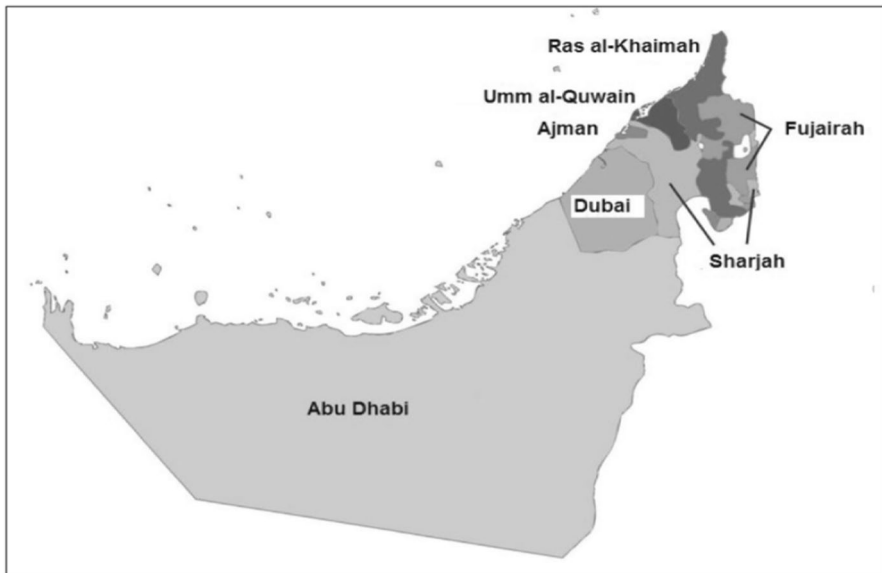 Ras al-Khaimah
Umm al-Quwain
Ajman
Fujairah
Dubai
Sharjah
Abu Dhabi